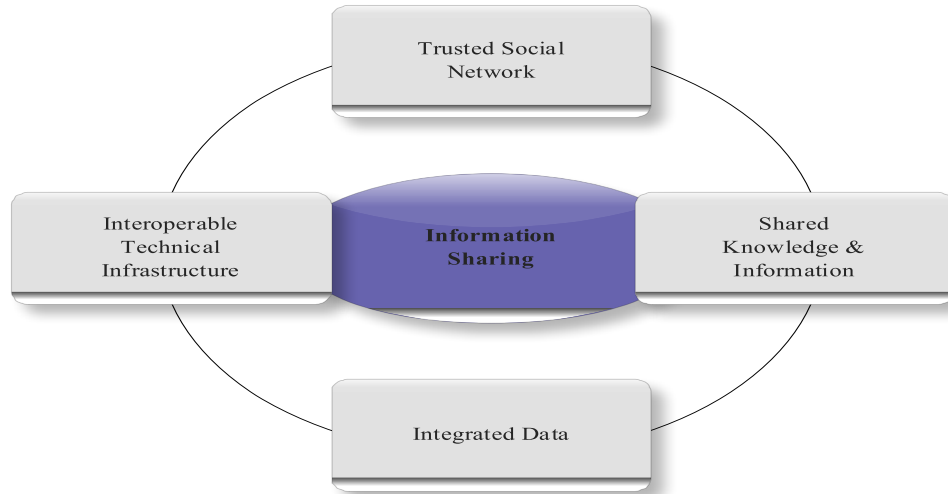 Trusted Social
Network
Interoperable
Technical
Infrastructure
Information
Sharing
Shared
Knowledge &
Information
Integrated Data